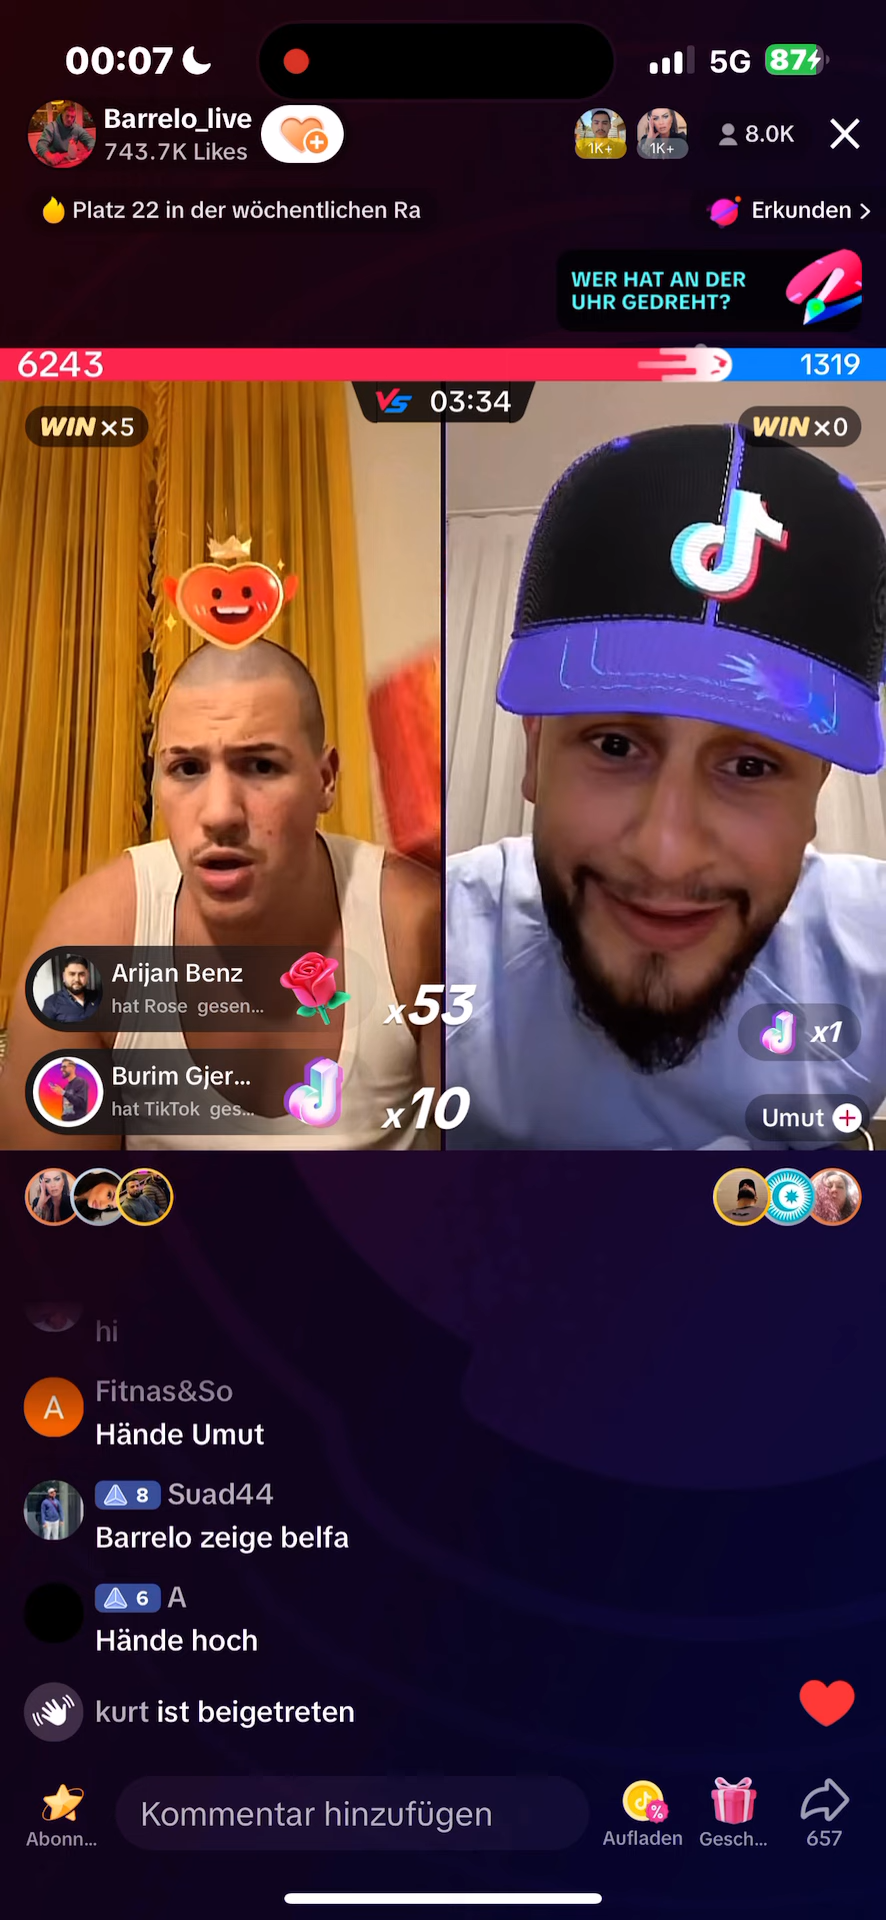 00:07
5G
87
Barrelo_live
743.7K Likes
1K+
1K+
8.0K
Platz 22 in der wöchentlichen Ra
Erkunden >
WER HAT AN DER
UHR GEDREHT?
6243
1319
VS 03:34
WIN x5
WIN x0
Arijan Benz
hat Rose gesen...
x53
x1
Burim Gjer...
hat TikTok ges...
x10
Umut +
hi
Fitnas&So
A
Hände Umut
8 Suad44
Barrelo zeige belfa
6 A
Hände hoch
kurt ist beigetreten
Abonn...
Kommentar hinzufügen
Aufladen
Gesch...
657